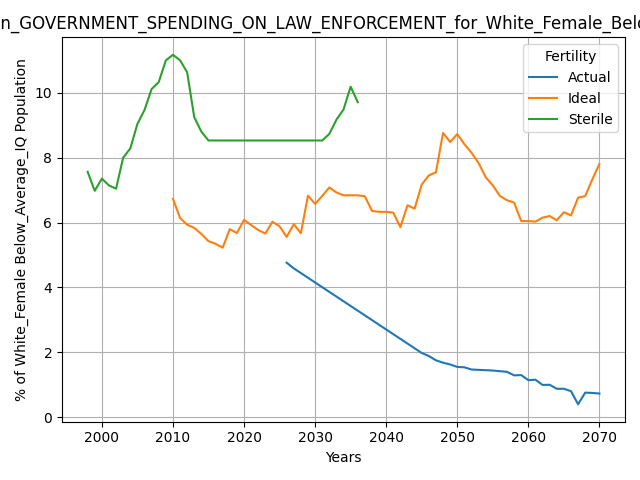 n_GOVERNMENT_SPENDING_ON_LAW_ENFORCEMENT_for_White_Female_Belo
Fertility
Actual
Ideal
Sterile
% of White_Female Below_Average_IQ Population
10
8
6
4
2
0
2000 2010 2020 2030 2040 2050 2060 2070
Years